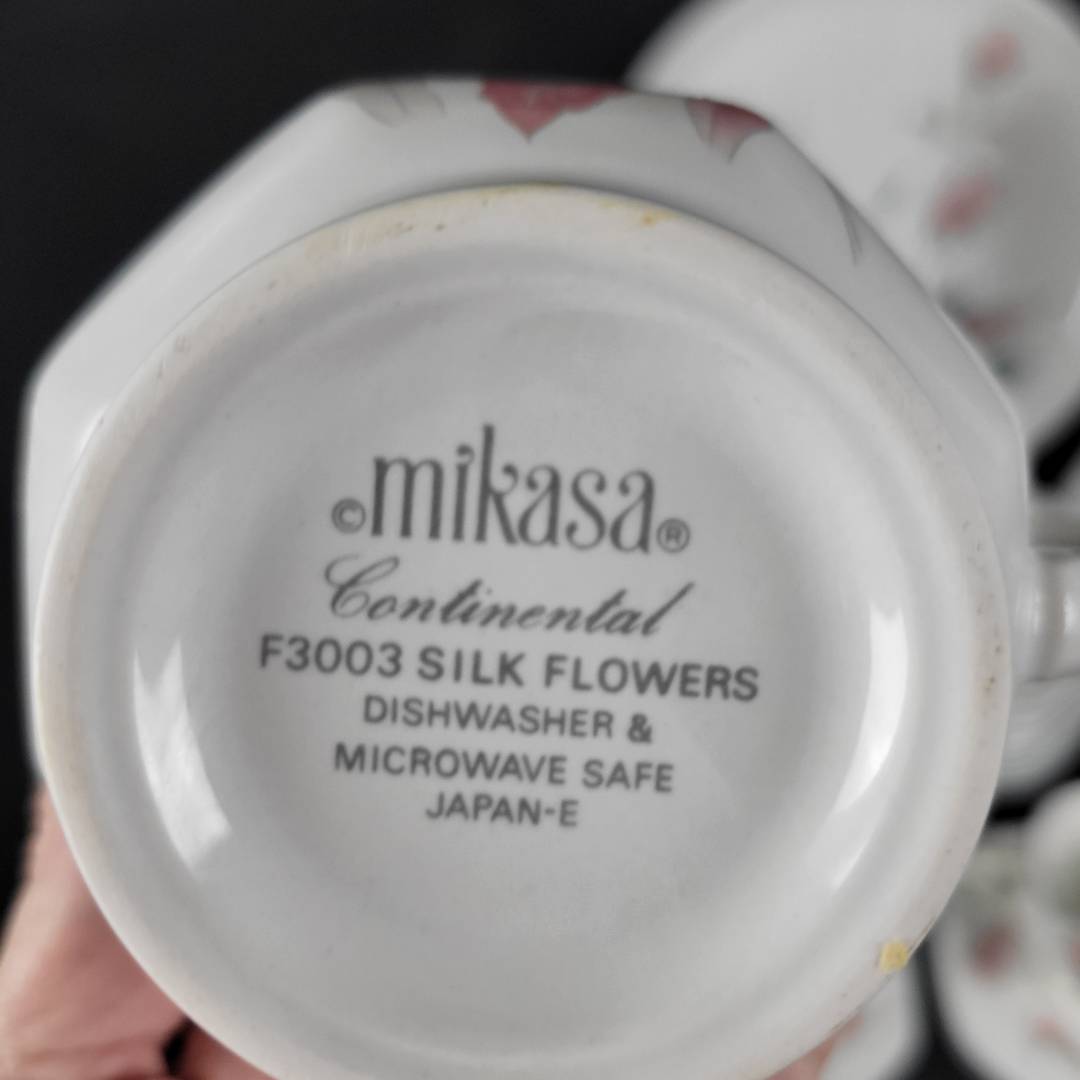 ©mikasa®
Continental
F3003 SILK FLOWERS
DISHWASHER &
MICROWAVE SAFE
JAPAN-E